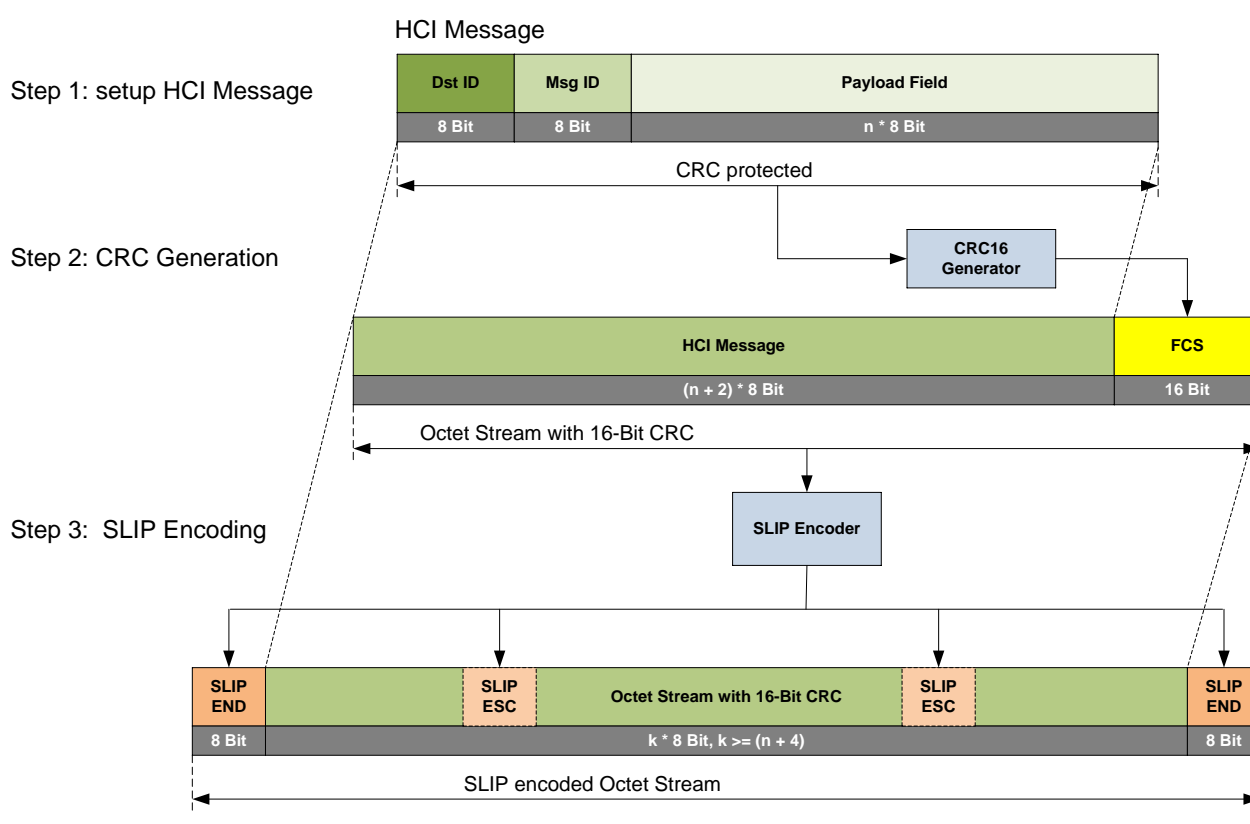 HCI Message
Step 1: setup HCI Message
Dst ID
Msg ID
Payload Field
8 Bit
8 Bit
n * 8 Bit
CRC protected
Step 2: CRC Generation
CRC16
Generator
HCI Message
FCS
(n + 2) * 8 Bit
16 Bit
Octet Stream with 16-Bit CRC
Step 3: SLIP Encoding
SLIP Encoder
SLIP
END
SLIP
ESC
Octet Stream with 16-Bit CRC
SLIP
ESC
SLIP
END
8 Bit
k * 8 Bit, k >= (n + 4)
8 Bit
SLIP encoded Octet Stream